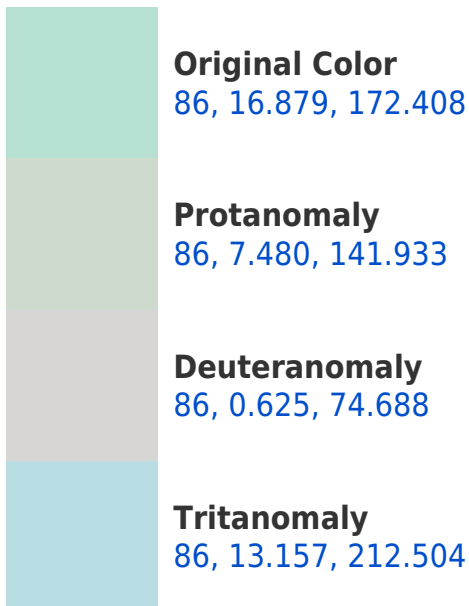 Original Color
86, 16.879, 172.408
Protanomaly
86, 7.480, 141.933
Deuteranomaly
86, 0.625, 74.688
Tritanomaly
86, 13.157, 212.504